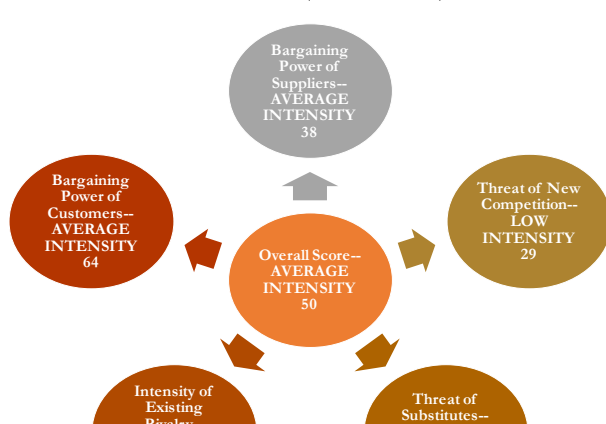 Bargaining
Power of
Suppliers--
AVERAGE
INTENSITY
38
Bargaining
Power of
Customers--
AVERAGE
INTENSITY
64
Threat of New
Competition--
LOW
INTENSITY
29
Overall Score--
AVERAGE
INTENSITY
50
Intensity of
Existing
Threat of
Substitutes--